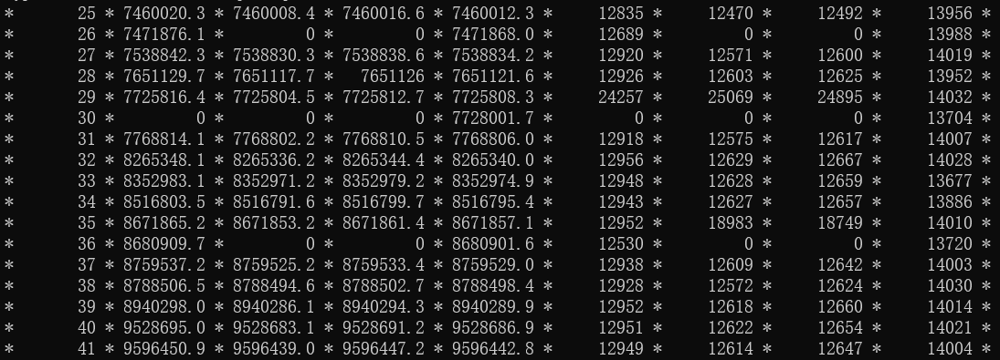 * 25 * 7460020.3 * 7460008.4 * 7460016.6 * 7460012.3 * 12835 * 12470 * 12492 * 13956 *
* 26 * 7471876.1 * 0 * 0 * 7471868.0 * 12689 * 0 * 0 * 13988 *
* 27 * 7538842.3 * 7538830.3 * 7538838.6 * 7538834.2 * 12920 * 12571 * 12600 * 14019 *
* 28 * 7651129.7 * 7651117.7 * 7651126 * 7651121.6 * 12926 * 12603 * 12625 * 13952 *
* 29 * 7725816.4 * 7725804.5 * 7725812.7 * 7725808.3 * 24257 * 25069 * 24895 * 14032 *
* 30 * 0 * 0 * 0 * 7728001.7 * 0 * 0 * 0 * 13704 *
* 31 * 7768814.1 * 7768802.2 * 7768810.5 * 7768806.0 * 12918 * 12575 * 12617 * 14007 *
* 32 * 8265348.1 * 8265336.2 * 8265344.4 * 8265340.0 * 12956 * 12629 * 12667 * 14028 *
* 33 * 8352983.1 * 8352971.2 * 8352979.2 * 8352974.9 * 12948 * 12628 * 12659 * 13677 *
* 34 * 8516803.5 * 8516791.6 * 8516799.7 * 8516795.4 * 12943 * 12627 * 12657 * 13886 *
* 35 * 8671865.2 * 8671853.2 * 8671861.4 * 8671857.1 * 12952 * 18983 * 18749 * 14010 *
* 36 * 8680909.7 * 0 * 0 * 8680901.6 * 12530 * 0 * 0 * 13720 *
* 37 * 8759537.2 * 8759525.2 * 8759533.4 * 8759529.0 * 12938 * 12609 * 12642 * 14003 *
* 38 * 8788506.5 * 8788494.6 * 8788502.7 * 8788498.4 * 12928 * 12572 * 12624 * 14030 *
* 39 * 8940298.0 * 8940286.1 * 8940294.3 * 8940289.9 * 12952 * 12618 * 12660 * 14014 *
* 40 * 9528695.0 * 9528683.1 * 9528691.2 * 9528686.9 * 12951 * 12622 * 12654 * 14021 *
* 41 * 9596450.9 * 9596439.0 * 9596447.2 * 9596442.8 * 12949 * 12614 * 12647 * 14004 *